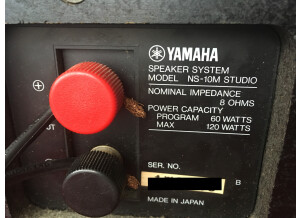 YAMAHA
SPEAKER SYSTEM
MODEL NS-10M STUDIO
NOMINAL IMPEDANCE
8 OHMS
POWER CAPACITY
PROGRAM 60 WATTS
MAX 120 WATTS
+
SER. NO.
B
MADE IN JAPAN